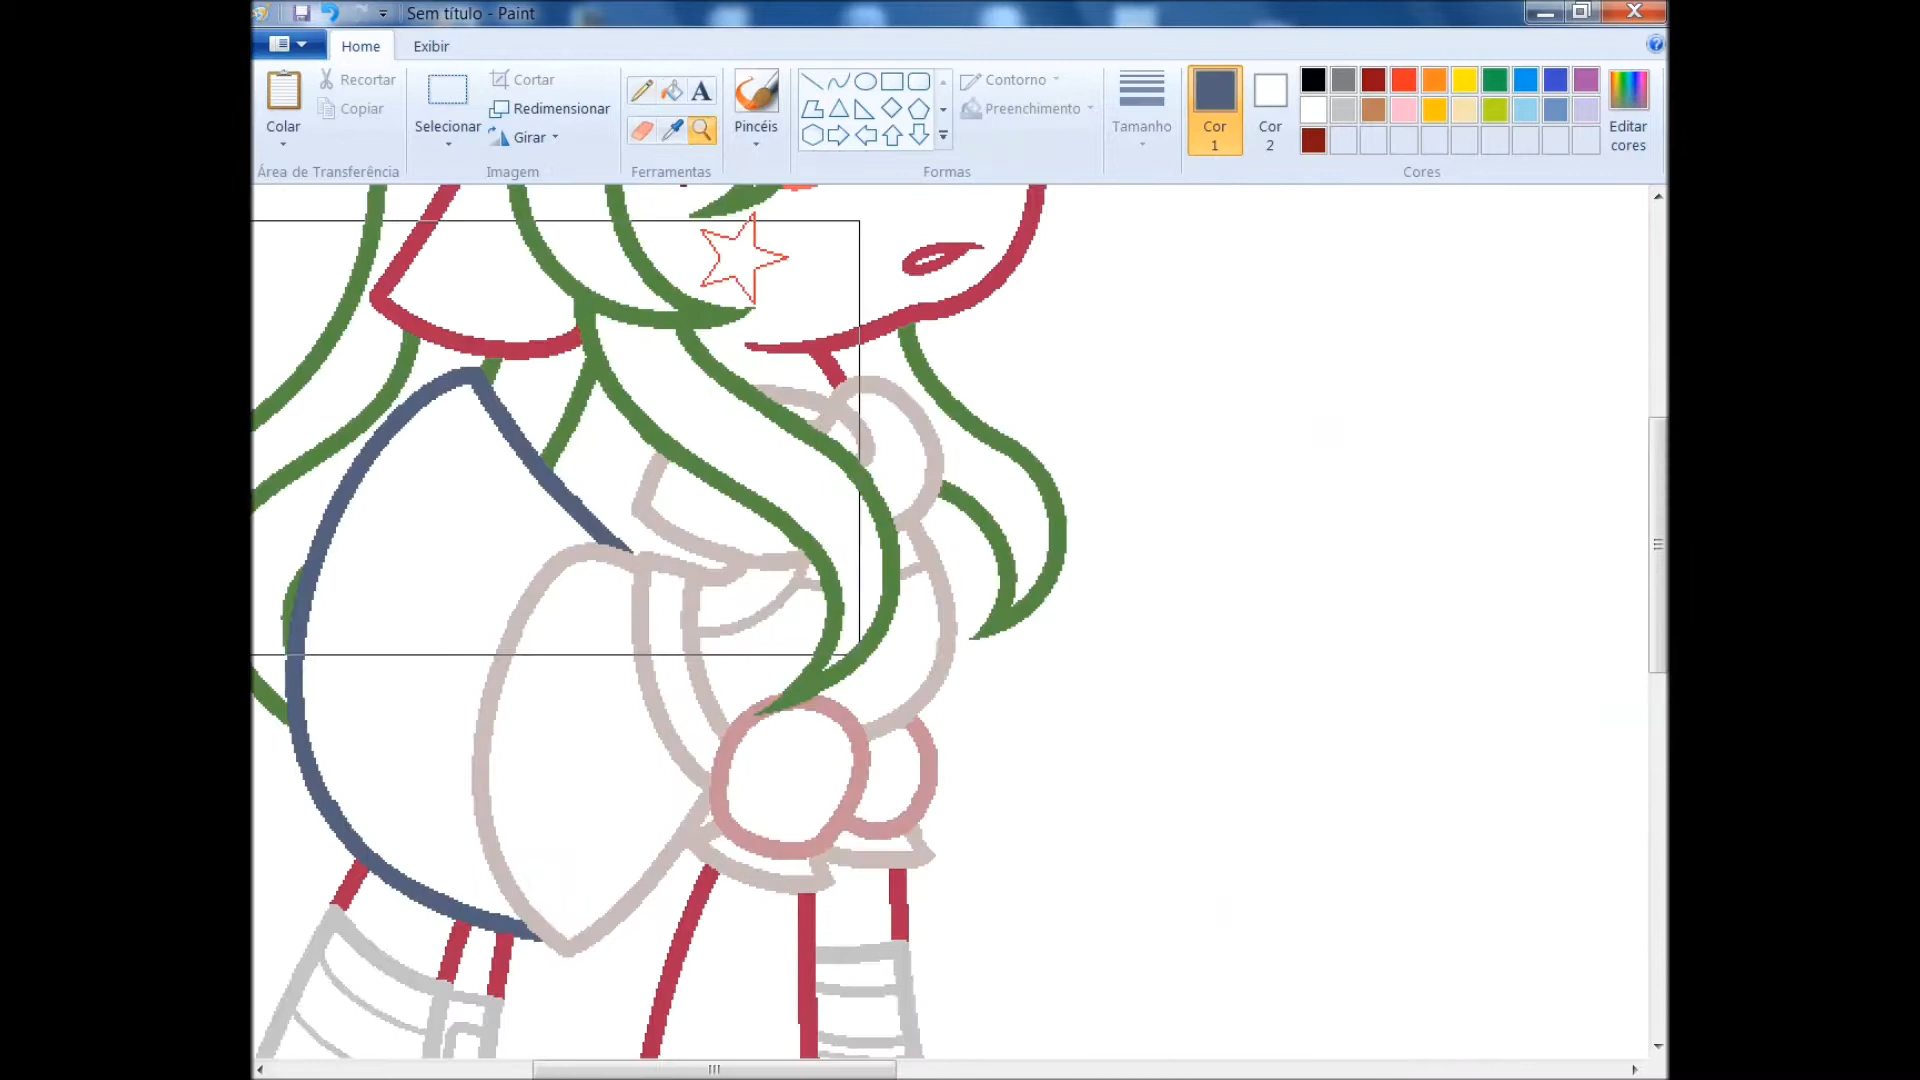 Sem título - Paint
Home Exibir
Colar
Recortar
Copiar
Área de Transferência
Selecionar
Cortar
Redimensionar
Girar
Imagem
A
Ferramentas
Pincéis
Contorno
Preenchimento
Formas
Tamanho
Cor
1
Cor
2
Cores
Editar
cores